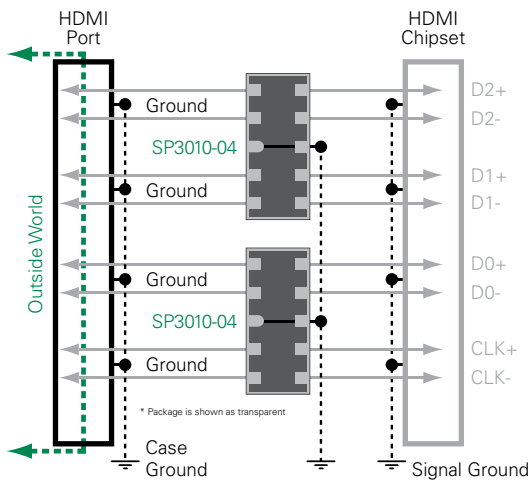 HDMI
Port
HDMI
Chipset
D2+
Ground
D2-
SP3010-04
D1+
Ground
D1-
Outside World
D0+
Ground
D0-
SP3010-04
CLK+
Ground
CLK-
* Package is shown as transparent
Case
Ground
Signal Ground